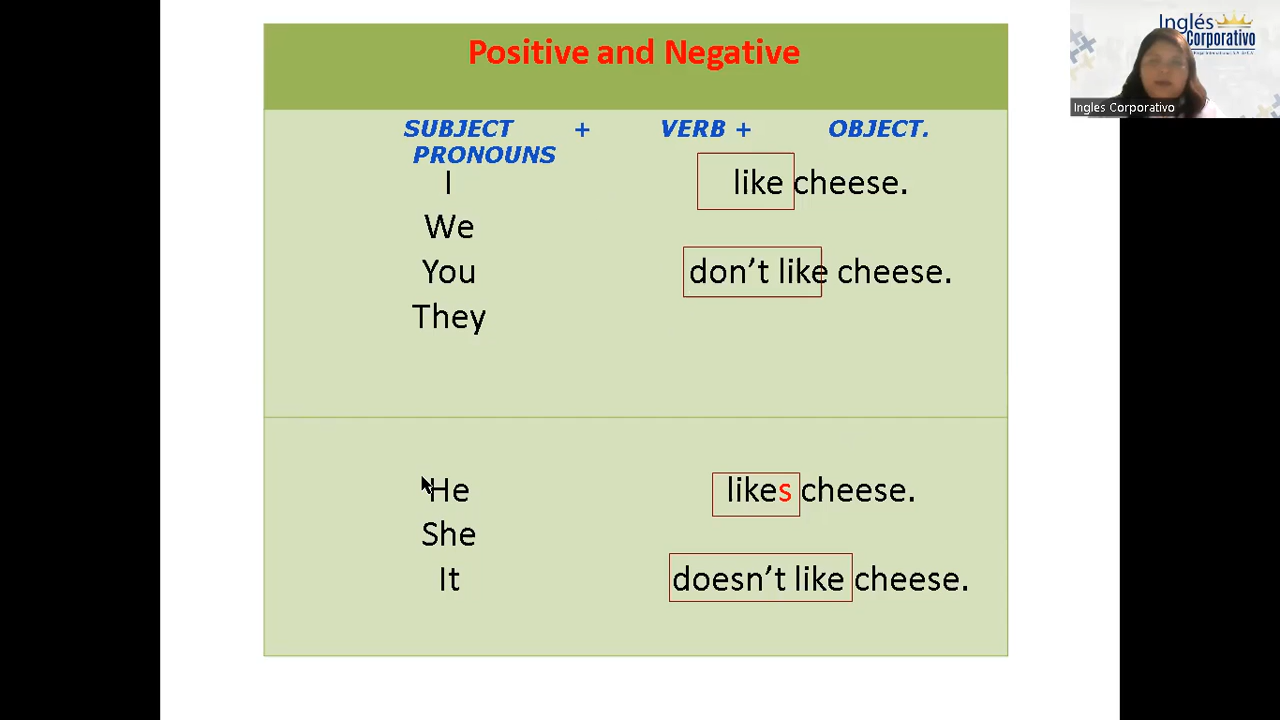 Positive and Negative
SUBJECT + VERB + OBJECT.
PRONOUNS
I like cheese.
We
You don't like cheese.
They
He likes cheese.
She
It doesn't like cheese.
Inglés
Corporativo
Ingles Corporativo